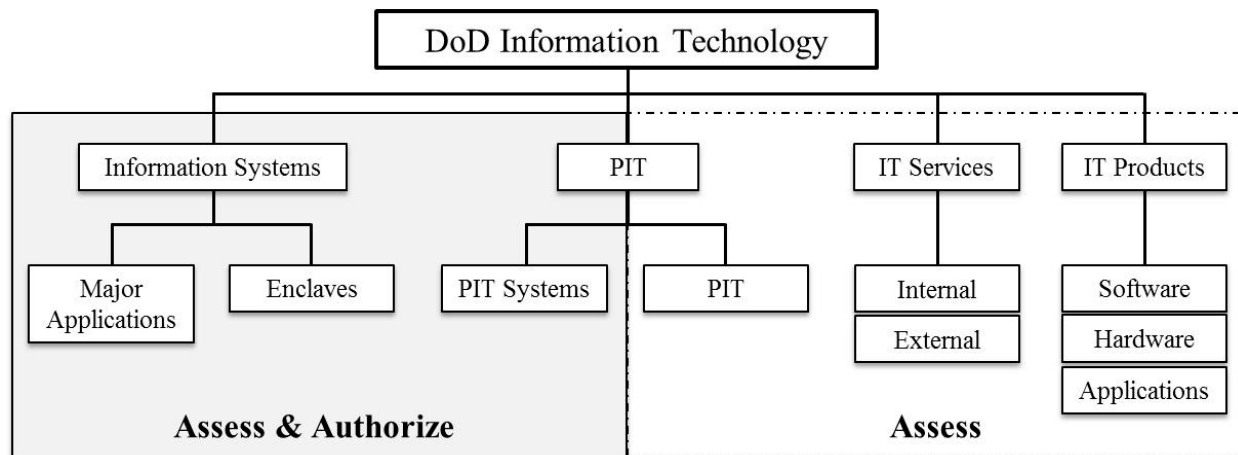 DoD Information Technology
Information Systems
PIT
IT Services
IT Products
Major
Applications
Enclaves
PIT Systems
PIT
Internal
External
Software
Hardware
Applications
Assess & Authorize
Assess